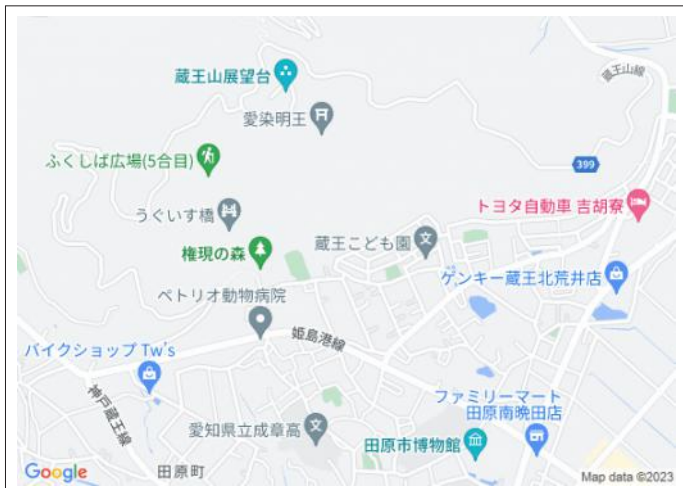 蔵王山展望台
蔵王山線
愛染明王
ふくしば広場(5合目)
399
トヨタ自動車 吉胡寮
うぐいす橋
蔵王こども園
権現の森
ゲンキー蔵王北荒井店
ペトリオ動物病院
姫島港線
バイクショップ Tw's
神戸蔵王線
ファミリーマート
田原南晩田店
愛知県立成章高
田原市博物館
田原町
Google
Map data ©2023